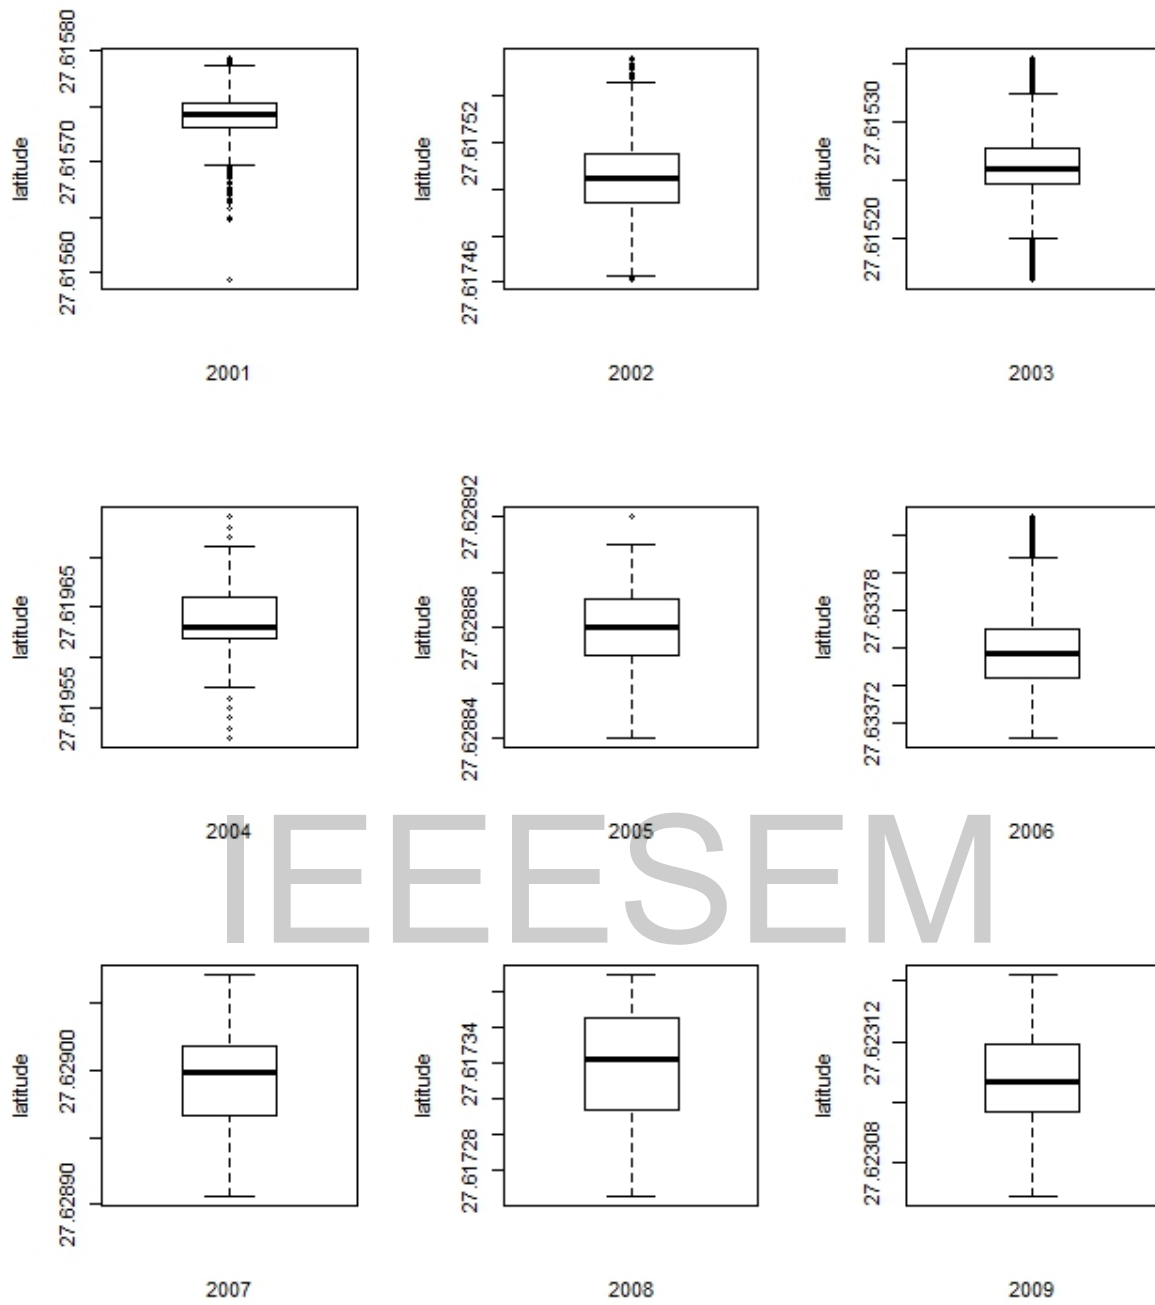 latitude 27.61560 27.61570 27.61580
2001
latitude 27.61746 27.61752
2002
latitude 27.61520 27.61530
2003
latitude 27.61955 27.61965
2004
latitude 27.62884 27.62888 27.62892
2005
latitude 27.63372 27.63378
2006
IEEESEM
latitude 27.62890 27.62900
2007
latitude 27.61728 27.61734
2008
latitude 27.62308 27.62312
2009